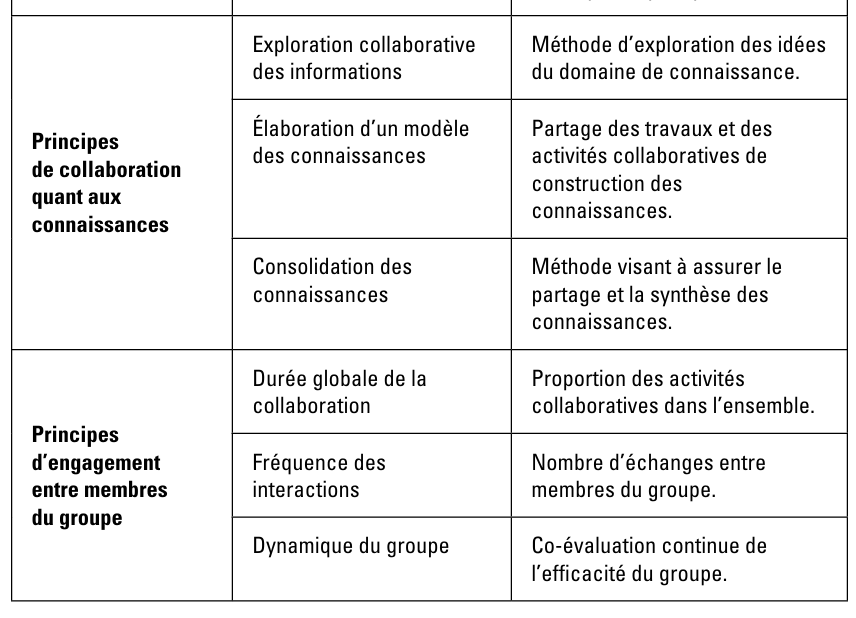 Principes
de collaboration
quant aux
connaissances
Exploration collaborative
des informations
Méthode d’exploration des idées
du domaine de connaissance.
Élaboration d’un modèle
des connaissances
Partage des travaux et des
activités collaboratives de
construction des
connaissances.
Consolidation des
connaissances
Méthode visant à assurer le
partage et la synthèse des
connaissances.
Principes
d’engagement
entre membres
du groupe
Durée globale de la
collaboration
Proportion des activités
collaboratives dans l’ensemble.
Fréquence des
interactions
Nombre d’échanges entre
membres du groupe.
Dynamique du groupe
Co-évaluation continue de
l’efficacité du groupe.